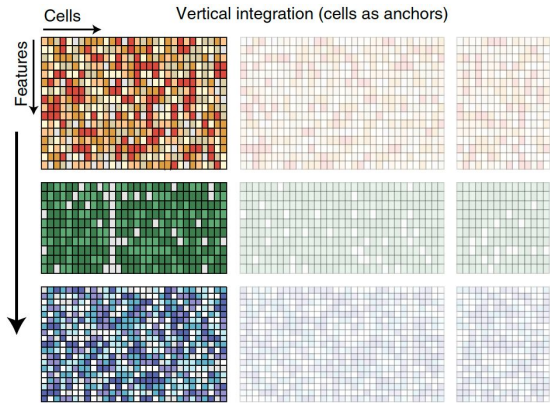 Vertical integration (cells as anchors)
Cells
Features